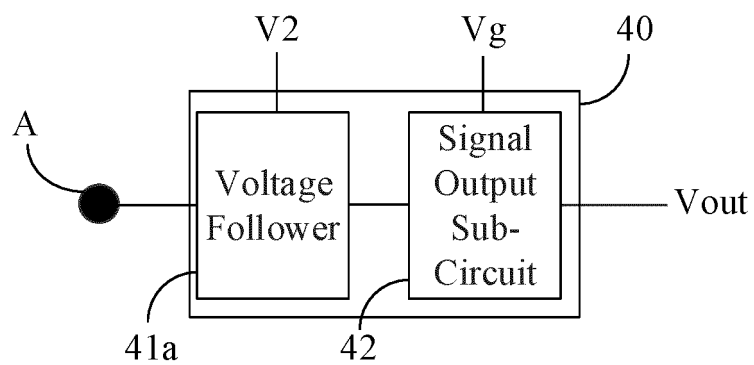 V2
Vg
40
A
Voltage
Follower
Signal
Output
Sub-
Circuit
Vout
41a
42